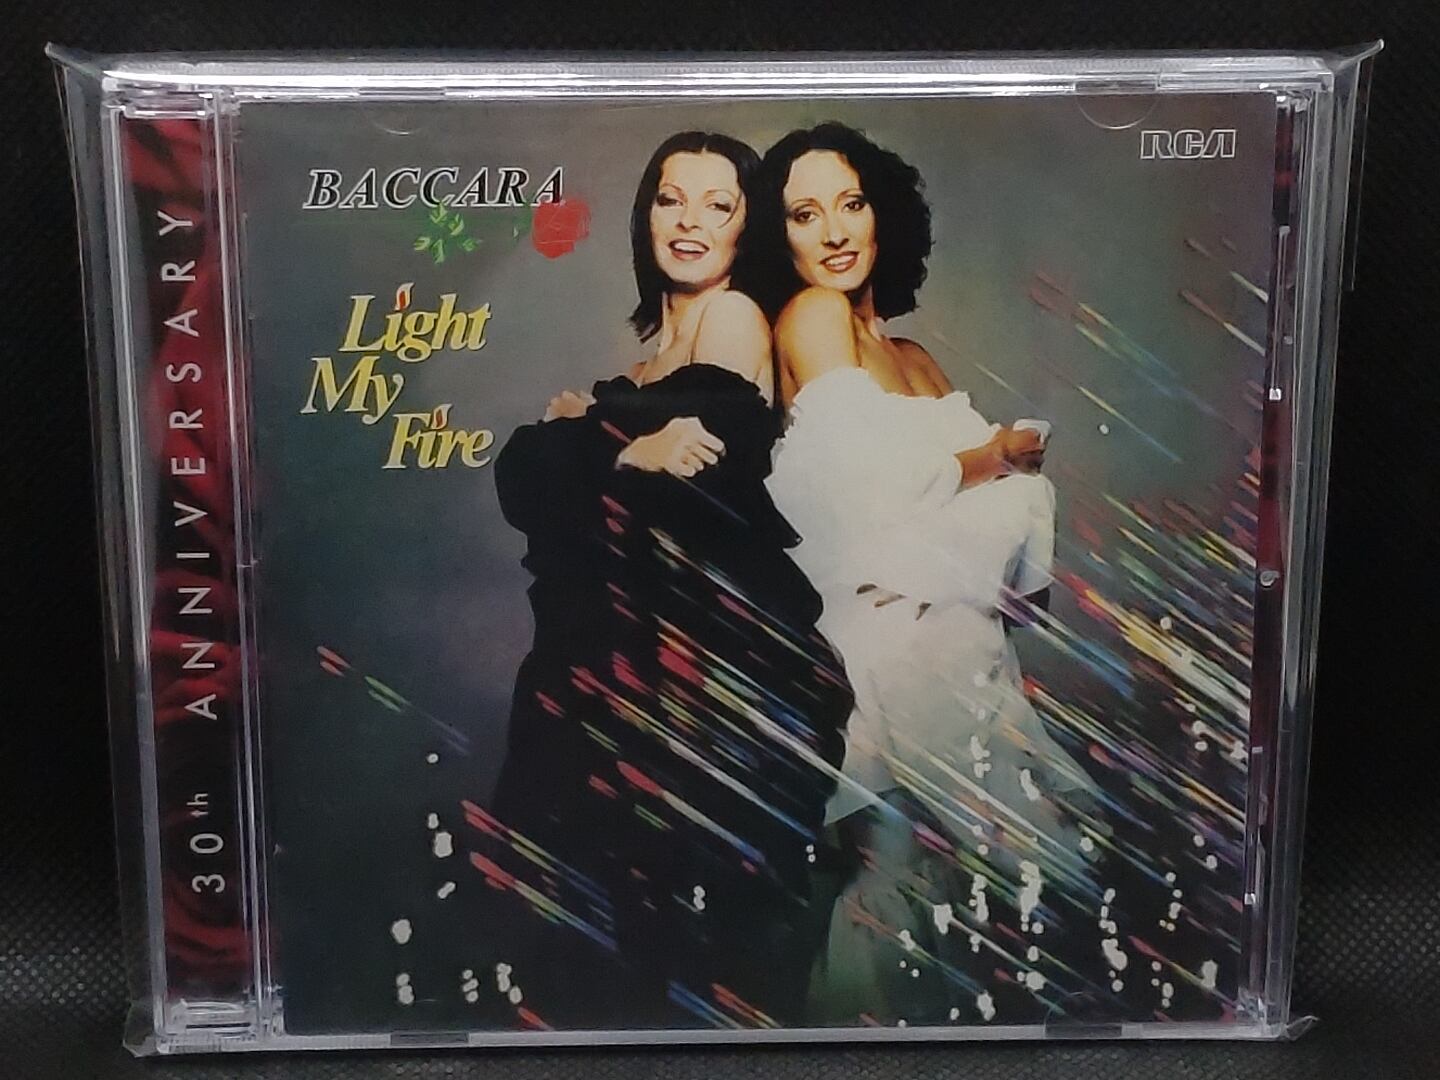 30th ANNIVERSARY
BACCARA
RCA
Light
My
Fire